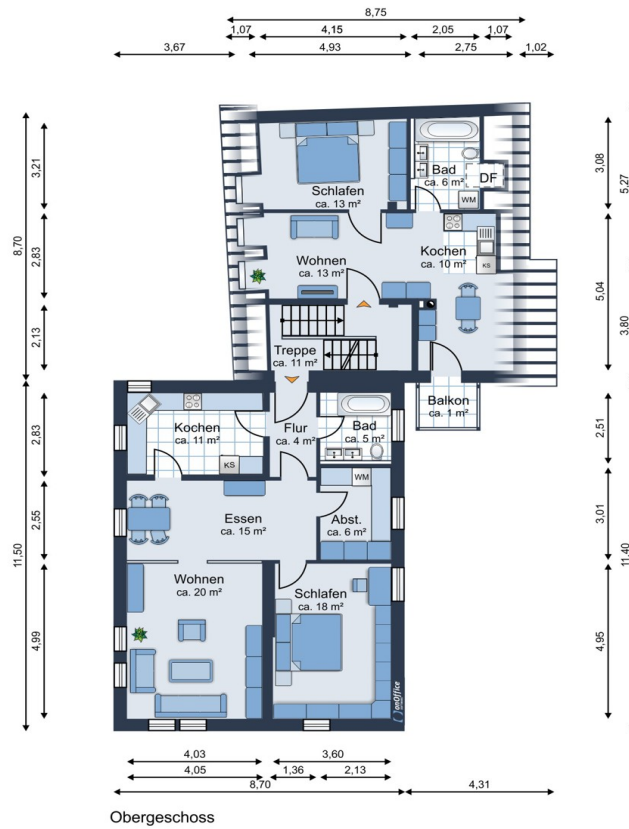 8,75
1,07 4,15 2,05 1,07
3,67 4,93 2,75 1,02
3,21
8,70
2,83
2,13
3,08
5,27
5,04
3,80
Schlafen
ca. 13 m²
Bad
ca. 6 m²
DF
WM
Wohnen
ca. 13 m²
Kochen
ca. 10 m²
KS
Treppe
ca. 11 m²
Balkon
ca. 1 m²
2,83
2,55
11,50
4,99
2,51
3,01
11,40
4,95
Kochen
ca. 11 m²
KS
Flur
ca. 4 m²
Bad
ca. 5 m²
WM
Essen
ca. 15 m²
Abst.
ca. 6 m²
Wohnen
ca. 20 m²
Schlafen
ca. 18 m²
onOffice
4,03 3,60
4,05 1,36 2,13
8,70 4,31
Obergeschoss